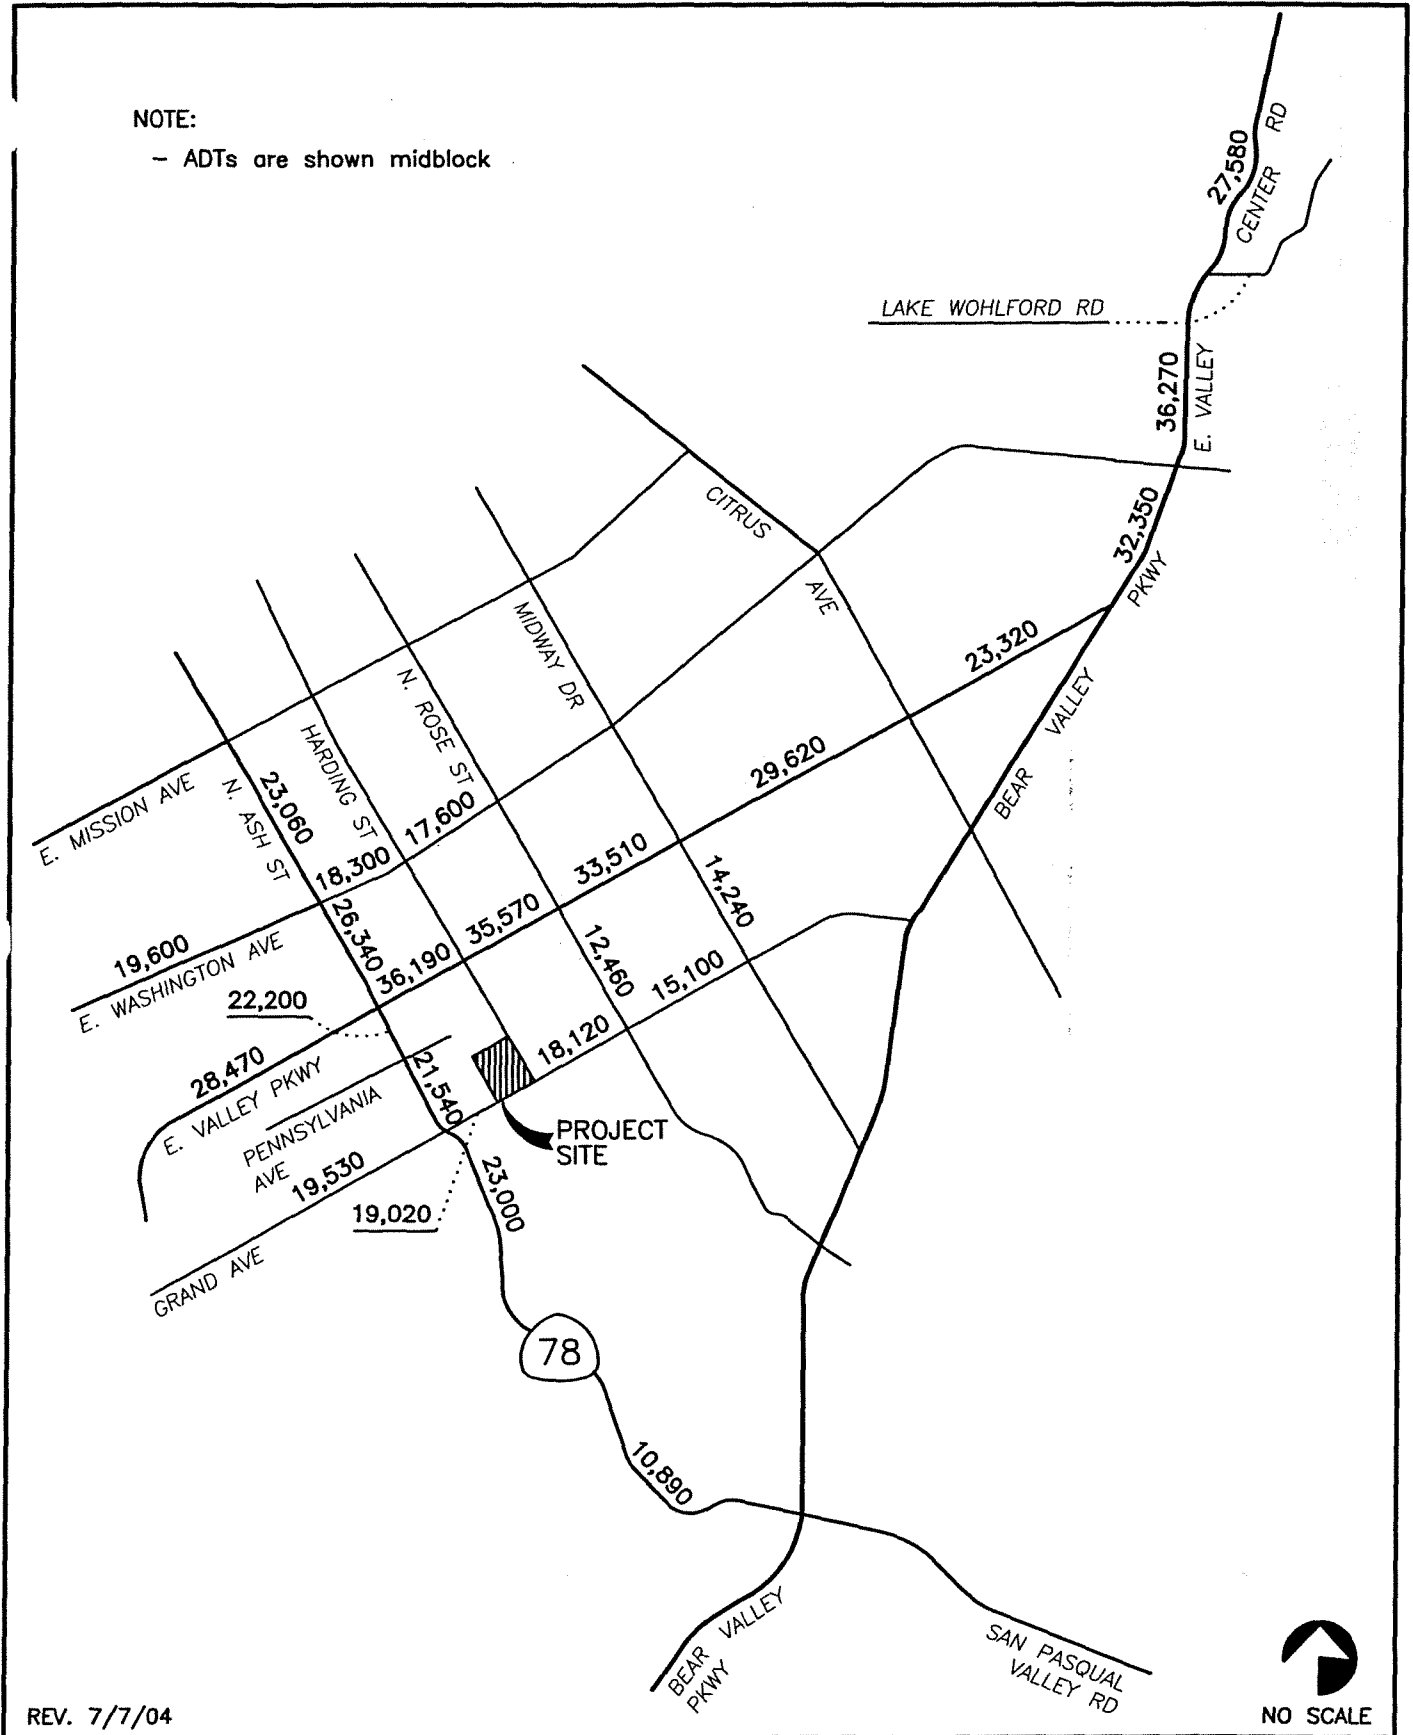 NOTE:
- ADTs are shown midblock
27,580
CENTER RD
LAKE WOHLFORD RD
36,270
E. VALLEY
CITRUS
AVE
32,350
PKWY
23,320
MIDWAY DR
N. ROSE ST
VALLEY
BEAR
29,620
HARDING ST
23,060
N. ASH ST
E. MISSION AVE
17,600
18,300
33,510
14,240
26,340
35,570
36,190
12,460
15,100
19,600
E. WASHINGTON AVE
22,200
18,120
28,470
E. VALLEY PKWY
21,540
PENNSYLVANIA
AVE
PROJECT
SITE
19,530
23,000
19,020
GRAND AVE
78
10,890
BEAR VALLEY
PKWY
SAN PASQUAL
VALLEY RD
REV. 7/7/04
NO SCALE